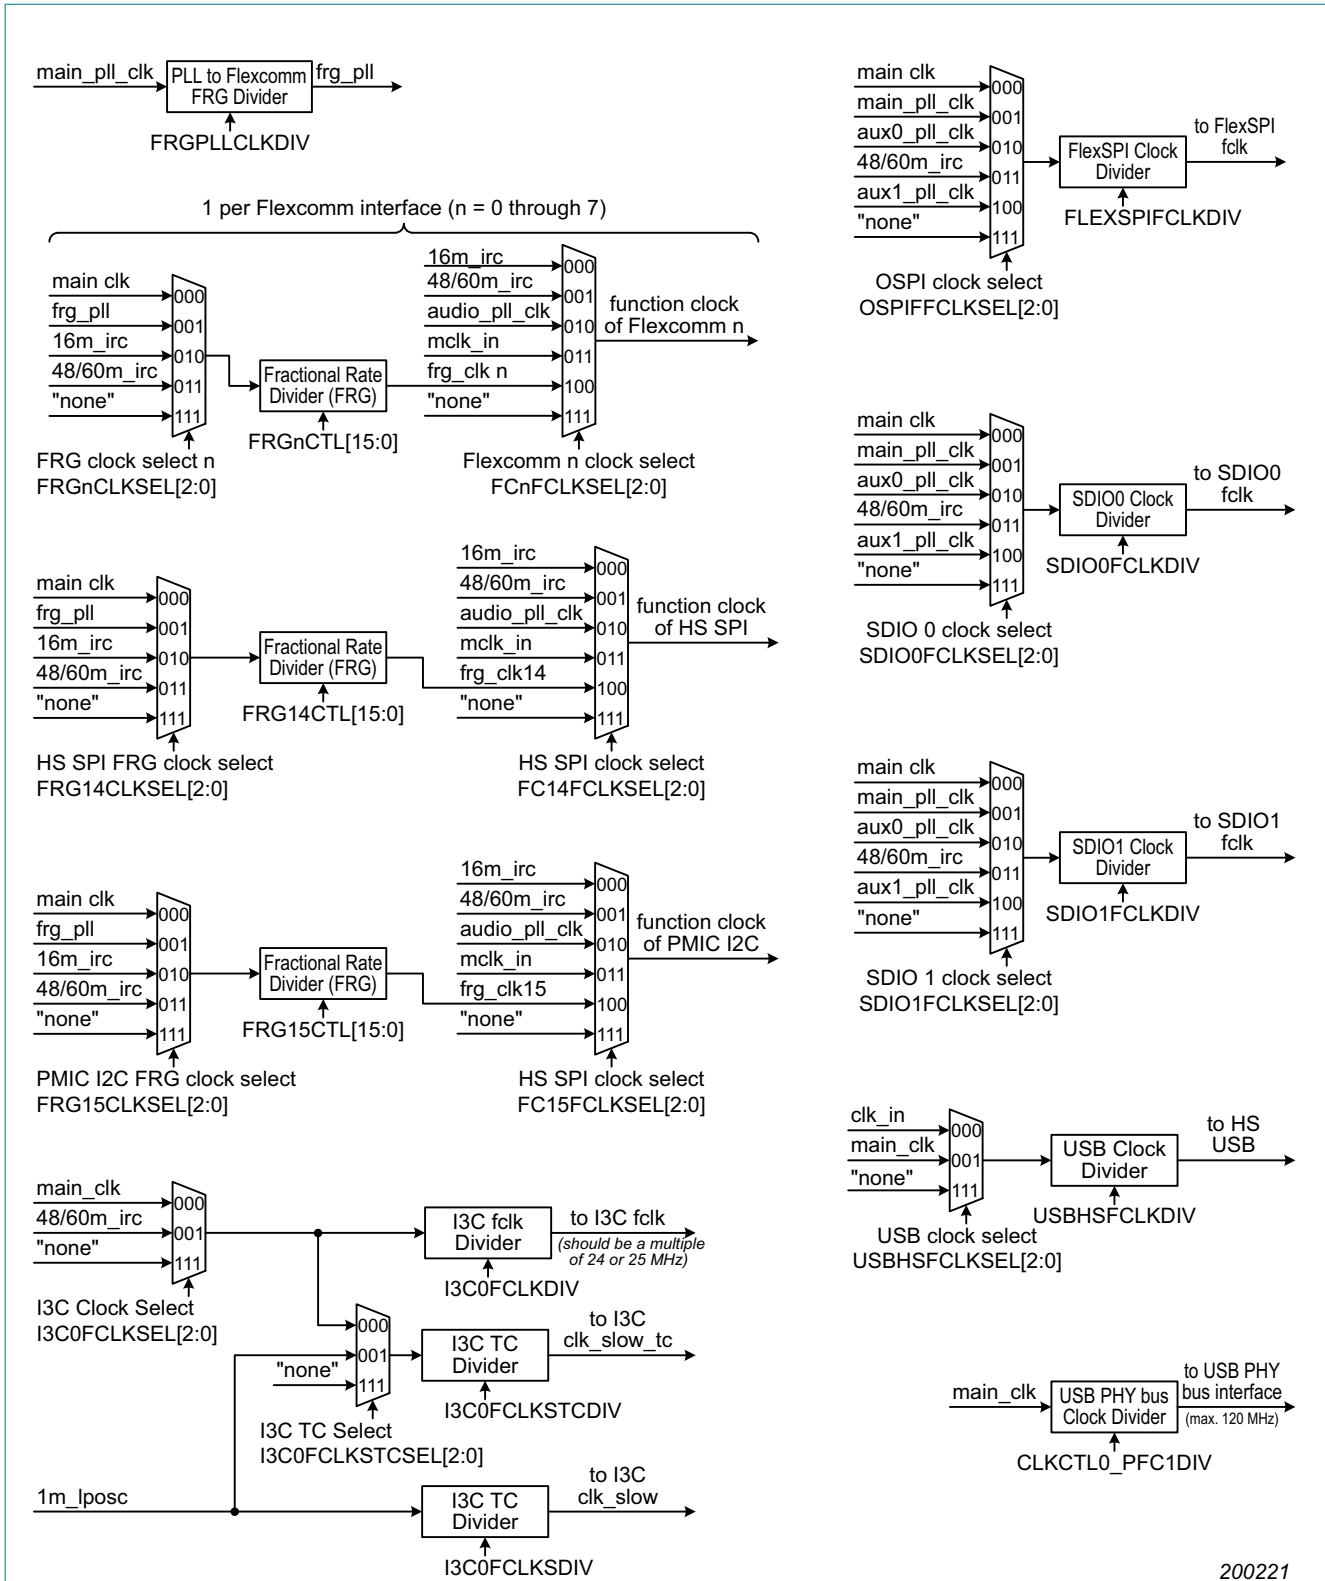 main_pll_clk
PLL to Flexcomm
FRG Divider
frg_pll
FRGPLLCLKDIV
1 per Flexcomm interface (n = 0 through 7)
main clk
000
frg_pll
001
16m_irc
010
48/60m_irc
011
"none"
111
FRG clock select n
FRGnCLKSEL[2:0]
Fractional Rate
Divider (FRG)
FRGnCTL[15:0]
16m_irc
000
48/60m_irc
001
audio_pll_clk
010
mclk_in
011
frg_clk n
100
"none"
111
Flexcomm n clock select
FCnFCLKSEL[2:0]
function clock
of Flexcomm n
main clk
000
frg_pll
001
16m_irc
010
48/60m_irc
011
"none"
111
HS SPI FRG clock select
FRG14CLKSEL[2:0]
Fractional Rate
Divider (FRG)
FRG14CTL[15:0]
16m_irc
000
48/60m_irc
001
audio_pll_clk
010
mclk_in
011
frg_clk14
100
"none"
111
HS SPI clock select
FC14FCLKSEL[2:0]
function clock
of HS SPI
main clk
000
frg_pll
001
16m_irc
010
48/60m_irc
011
"none"
111
PMIC I2C FRG clock select
FRG15CLKSEL[2:0]
Fractional Rate
Divider (FRG)
FRG15CTL[15:0]
16m_irc
000
48/60m_irc
001
audio_pll_clk
010
mclk_in
011
frg_clk15
100
"none"
111
HS SPI clock select
FC15FCLKSEL[2:0]
function clock
of PMIC I2C
main_clk
000
48/60m_irc
001
"none"
111
I3C Clock Select
I3C0FCLKSEL[2:0]
I3C fclk
Divider
I3C0FCLKDIV
to I3C fclk
(should be a multiple
of 24 or 25 MHz)
000
001
"none"
111
I3C TC Select
I3C0FCLKSTCSEL[2:0]
I3C TC
Divider
I3C0FCLKSTCDIV
to I3C
clk_slow_tc
1m_lposc
I3C TC
Divider
I3C0FCLKSDIV
to I3C
clk_slow
main clk
000
main_pll_clk
001
aux0_pll_clk
010
48/60m_irc
011
aux1_pll_clk
100
"none"
111
OSPI clock select
OSPIFFCLKSEL[2:0]
FlexSPI Clock
Divider
FLEXSPIFCLKDIV
to FlexSPI
fclk
main clk
000
main_pll_clk
001
aux0_pll_clk
010
48/60m_irc
011
aux1_pll_clk
100
"none"
111
SDIO 0 clock select
SDIO0FCLKSEL[2:0]
SDIO0 Clock
Divider
SDIO0FCLKDIV
to SDIO0
fclk
main clk
000
main_pll_clk
001
aux0_pll_clk
010
48/60m_irc
011
aux1_pll_clk
100
"none"
111
SDIO 1 clock select
SDIO1FCLKSEL[2:0]
SDIO1 Clock
Divider
SDIO1FCLKDIV
to SDIO1
fclk
clk_in
000
main_clk
001
"none"
111
USB clock select
USBHSFCLKSEL[2:0]
USB Clock
Divider
USBHSFCLKDIV
to HS
USB
main_clk
USB PHY bus
Clock Divider
CLKCTL0_PFC1DIV
to USB PHY
bus interface
(max. 120 MHz)
200221